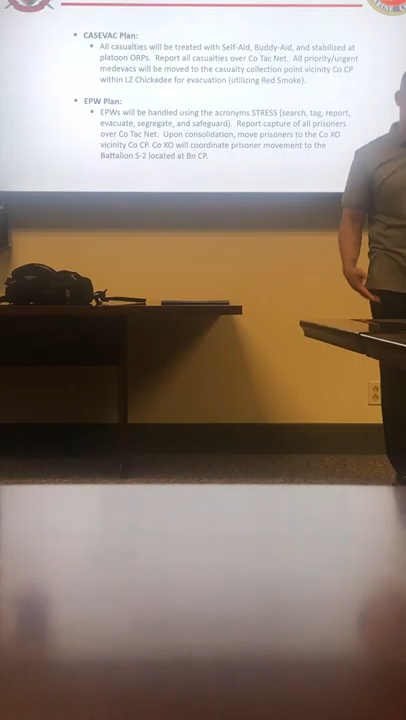 CASEVAC Plan:
All casualties will be treated with Self-Aid, Buddy-Aid, and stabilized at
platoon ORPs. Report all casualties over Co Tac Net. All priority/urgent
medevacs will be moved to the casualty collection point vicinity Co CP
within LZ Chickadee for evacuation (utilizing Red Smoke).
EPW Plan:
EPWs will be handled using the acronyms STRESS (search, tag, report,
evacuate, segregate, and safeguard). Report capture of all prisoners
over Co Tac Net. Upon consolidation, move prisoners to the Co XO
vicinity Co CP. Co XO will coordinate prisoner movement to the
Battalion S-2 located at Bn CP.